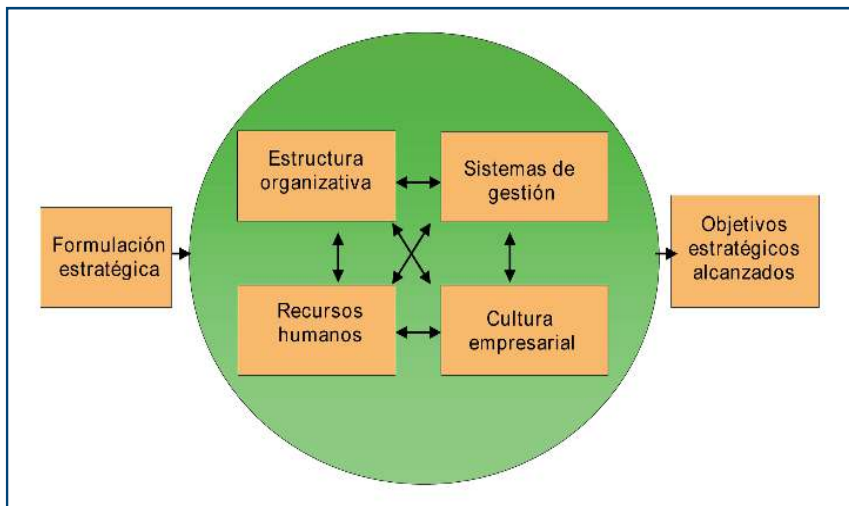 Estructura
organizativa
Sistemas de
gestión
Formulación
estratégica
Objetivos
estratégicos
alcanzados
Recursos
humanos
Cultura
empresarial